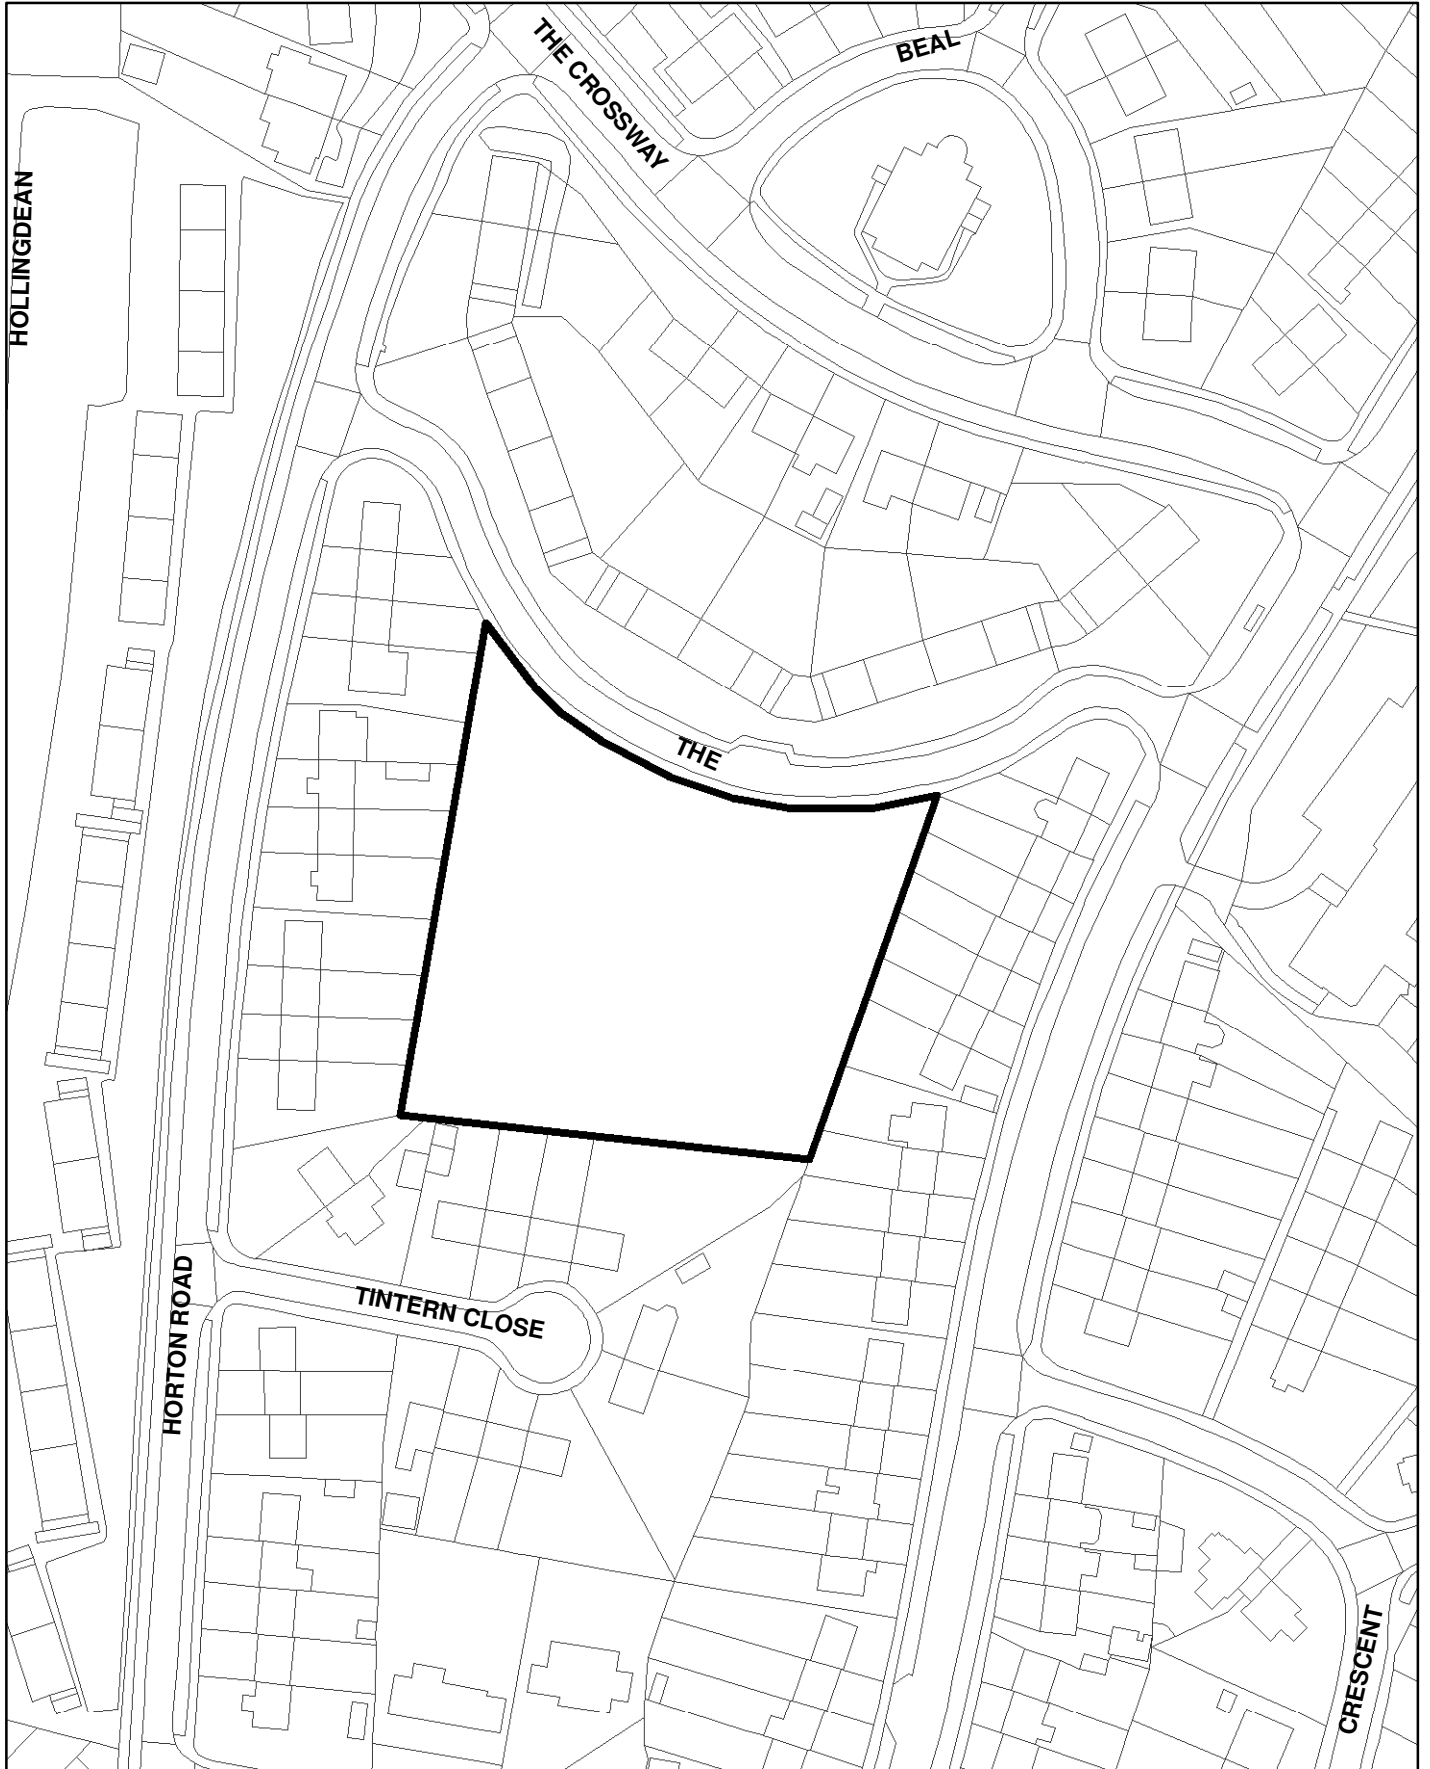 THE CROSSWAY
BEAL
HOLLINGDEAN
THE
HORTON ROAD
TINTERN CLOSE
CRESCENT